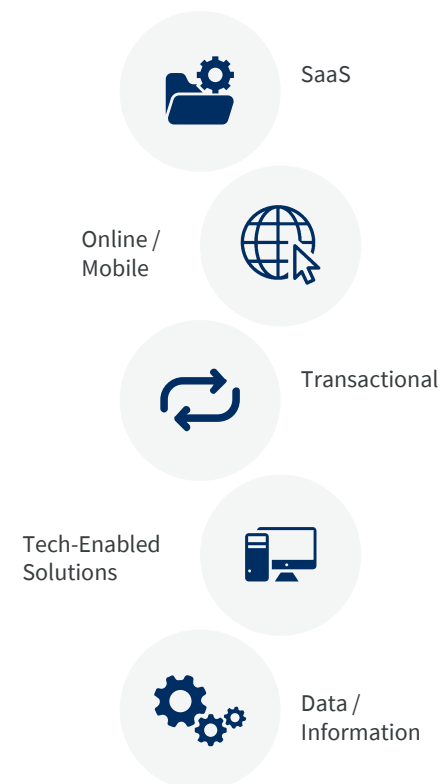 SaaS
Online /
Mobile
Transactional
Tech-Enabled
Solutions
Data /
Information